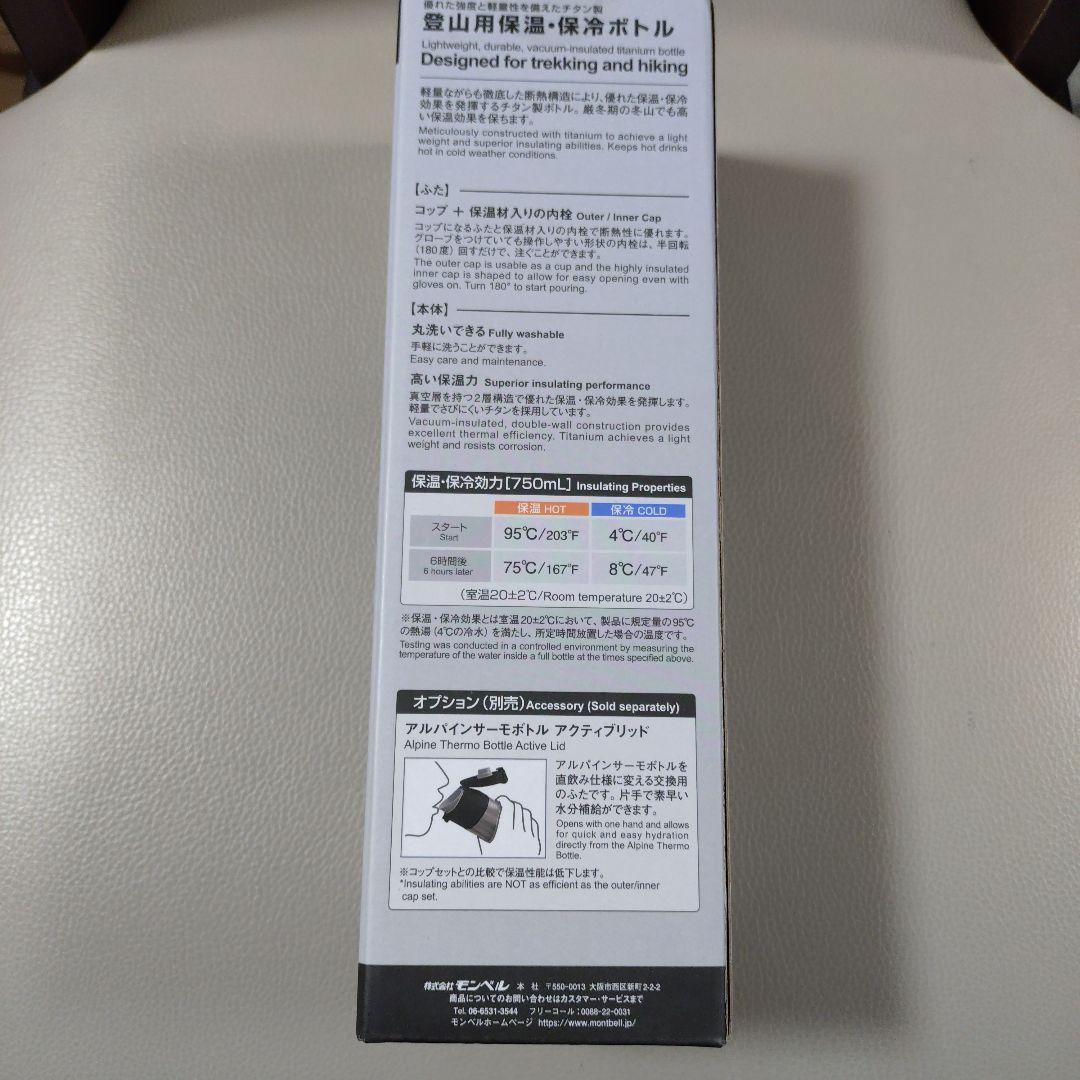 優れた強度と軽量性を備えたチタン製
登山用保温・保冷ボトル
Lightweight, durable, vacuum-insulated titanium bottle
Designed for trekking and hiking
軽量ながらも徹底した断熱構造により、優れた保温・保冷
効果を発揮するチタン製ボトル。厳冬期の冬山でも高
い保温効果を保ちます。
Meticulously constructed with titanium to achieve a light
weight and superior insulating abilities. Keeps hot drinks
hot in cold weather conditions.
【ふた】
コップ + 保温材入りの内栓 Outer / Inner Cap
コップになるふたと保温材入りの内栓で断熱性に優れます。
グローブをつけていても操作しやすい形状の内栓は、半回転
(180度) 回すだけで、注ぐことができます。
The outer cap is usable as a cup and the highly insulated
inner cap is shaped to allow for easy opening even with
gloves on. Turn 180° to start pouring.
【本体】
丸洗いできる Fully washable
手軽に洗うことができます。
Easy care and maintenance.
高い保温力 Superior insulating performance
真空層を持つ2層構造で優れた保温・保冷効果を発揮します。
軽量でさびにくいチタンを採用しています。
Vacuum-insulated, double-wall construction provides
excellent thermal efficiency. Titanium achieves a light
weight and resists corrosion.
保温・保冷効力[750mL] Insulating Properties
保温 HOT 保冷 COLD
スタート 95℃/203°F 4℃/40°F
Start
6時間後 75℃/167°F 8℃/47°F
6 hours later
(室温20±2℃/Room temperature 20±2℃)
※保温・保冷効果とは室温20±2℃において、製品に規定量の95℃
の熱湯(4℃の冷水)を満たし、所定時間放置した場合の温度です。
Testing was conducted in a controlled environment by measuring the
temperature of the water inside a full bottle at the times specified above.
オプション(別売) Accessory (Sold separately)
アルパインサーモボトル アクティブリッド
Alpine Thermo Bottle Active Lid
アルパインサーモボトルを
直飲み仕様に変える交換用
のふたです。片手で素早い
水分補給ができます。
Opens with one hand and allows
for quick and easy hydration
directly from the Alpine Thermo
Bottle.
※コップセットとの比較で保温性能は低下します。
*Insulating abilities are NOT as efficient as the outer/inner
cap set.
株式会社モンベル 本 社 〒550-0013 大阪市西区新町2-2-2
商品についてのお問い合わせはカスタマー・サービスまで
Tel. 06-6531-3544 フリーコール:0088-22-0031
モンベルホームページ https://www.montbell.jp/